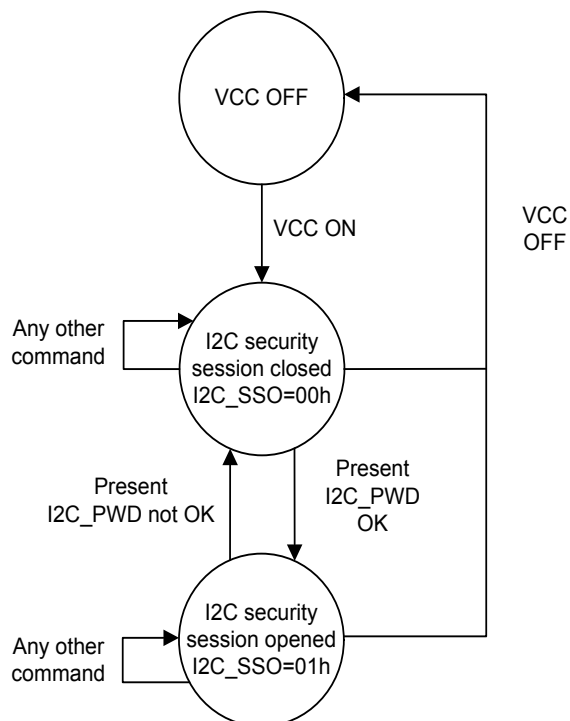 VCC OFF
VCC ON
VCC
OFF
Any other
command
I2C security
session closed
I2C_SSO=00h
Present
I2C_PWD not OK
Present
I2C_PWD
OK
I2C security
session opened
I2C_SSO=01h
Any other
command